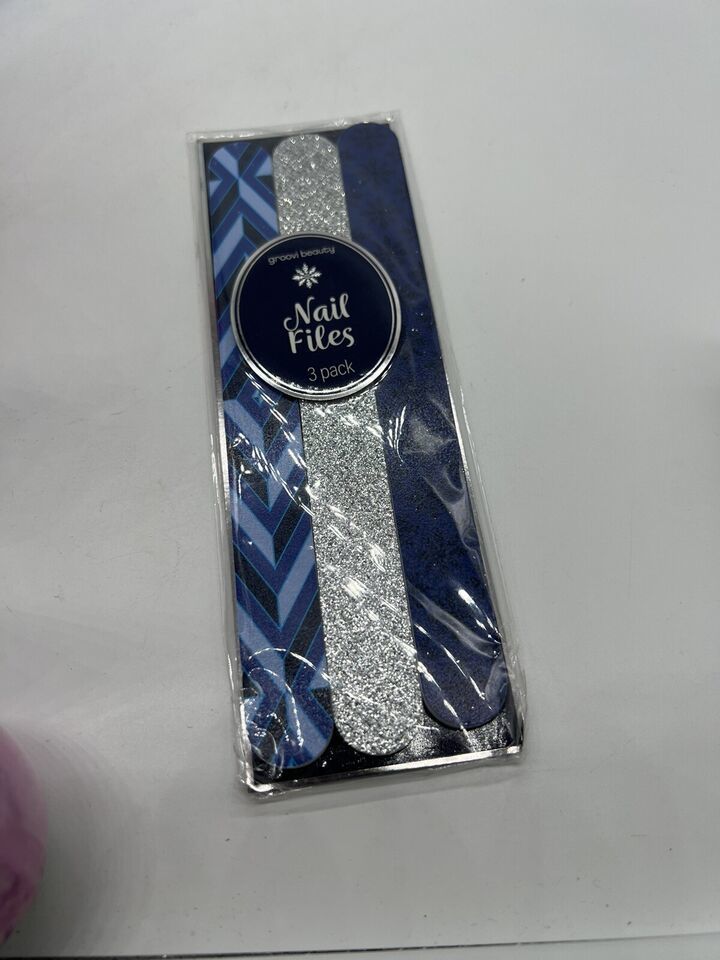 groovi beauty
Nail
Files
3 pack